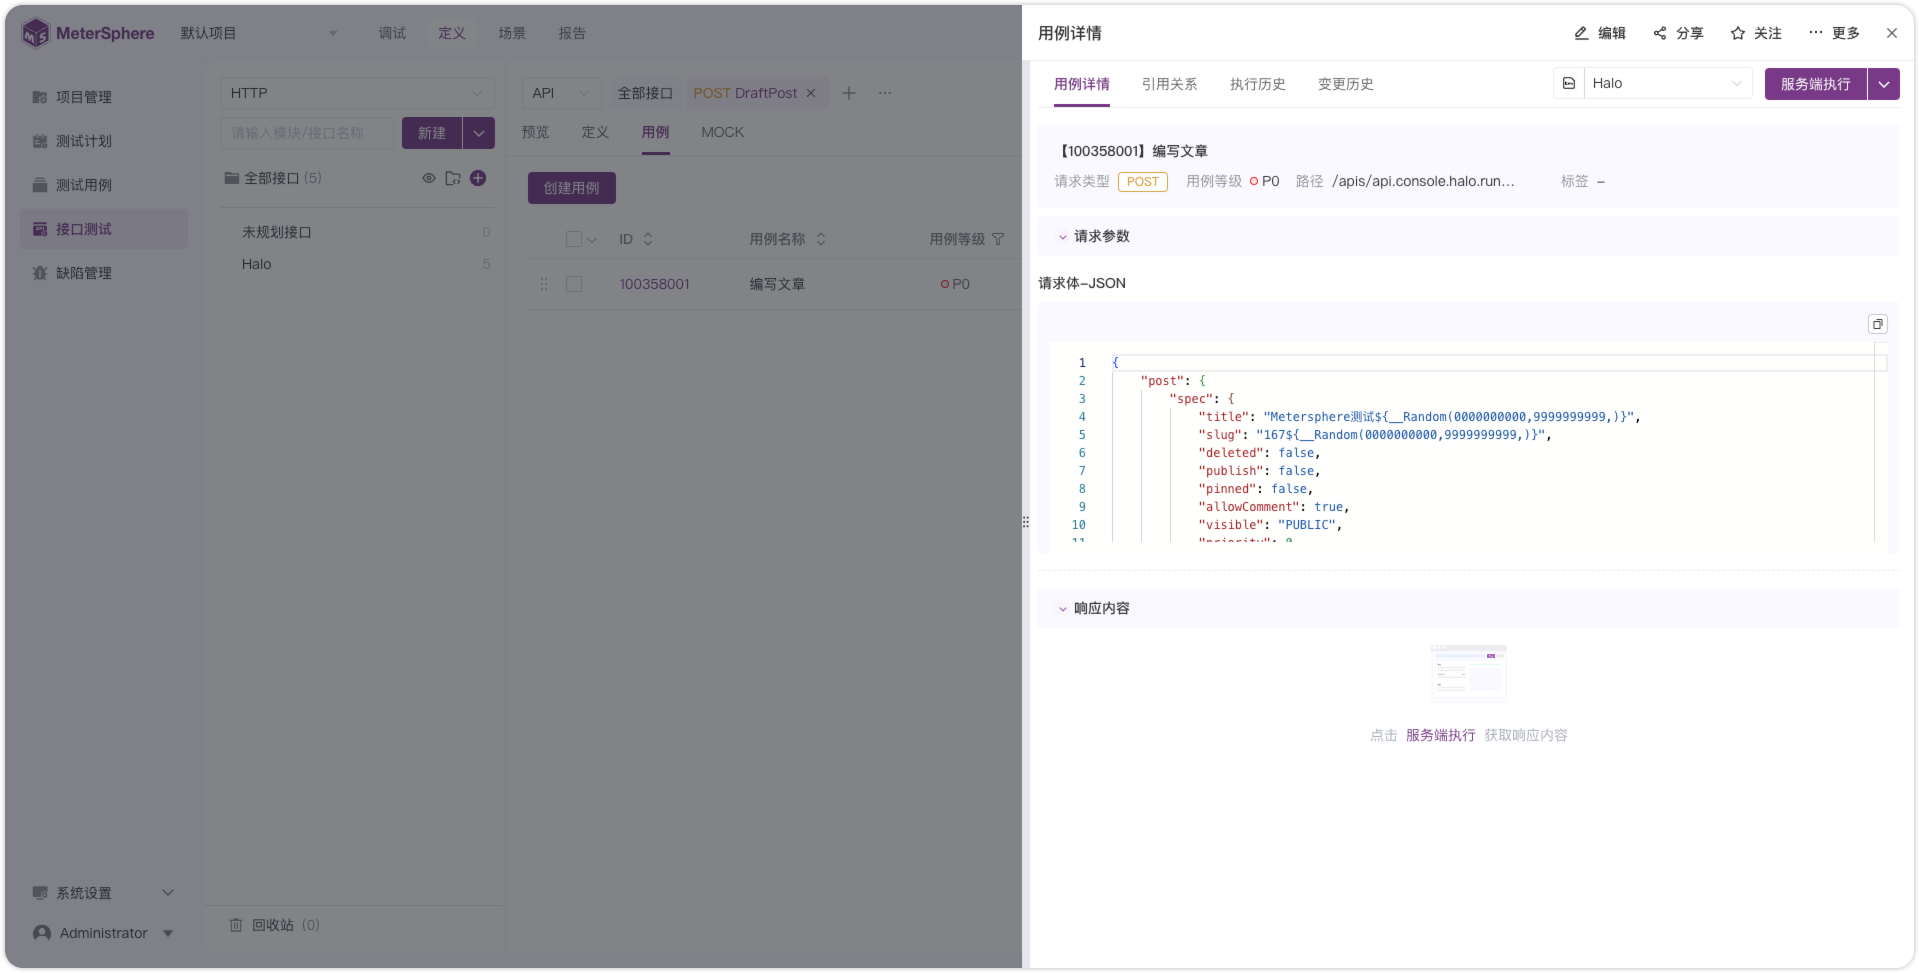 MeterSphere
默认项目
调试
定义
场景
报告
项目管理
测试计划
测试用例
接口测试
缺陷管理
系统设置
Administrator
HTTP
请输入模块/接口名称
新建
全部接口 (5)
未规划接口 0
Halo 5
回收站 (0)
API
全部接口
POST DraftPost
预览
定义
用例
MOCK
创建用例
ID
用例名称
用例等级
100358001
编写文章
P0
用例详情
编辑
分享
关注
更多
用例详情
引用关系
执行历史
变更历史
Halo
服务端执行
【100358001】编写文章
请求类型 POST 用例等级 P0 路径 /apis/api.console.halo.run... 标签 –
请求参数
请求体–JSON
1 {
2 "post": {
3 "spec": {
4 "title": "Metersphere测试${__Random(0000000000,9999999999,)}",
5 "slug": "167${__Random(0000000000,9999999999,)}",
6 "deleted": false,
7 "publish": false,
8 "pinned": false,
9 "allowComment": true,
10 "visible": "PUBLIC",
11 "priority": 0
响应内容
点击 服务端执行 获取响应内容